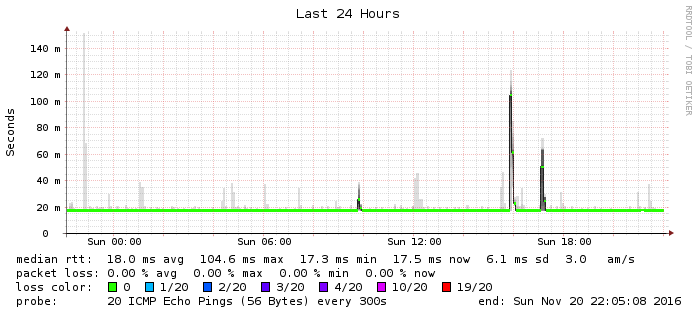 Last 24 Hours
RRDTOOL / TOBI OETIKER
Seconds
140 m
120 m
100 m
80 m
60 m
40 m
20 m
0
Sun 00:00 Sun 06:00 Sun 12:00 Sun 18:00
median rtt: 18.0 ms avg 104.6 ms max 17.3 ms min 17.5 ms now 6.1 ms sd 3.0 am/s
packet loss: 0.00 % avg 0.00 % max 0.00 % min 0.00 % now
loss color: 0 1/20 2/20 3/20 4/20 10/20 19/20
probe: 20 ICMP Echo Pings (56 Bytes) every 300s end: Sun Nov 20 22:05:08 2016